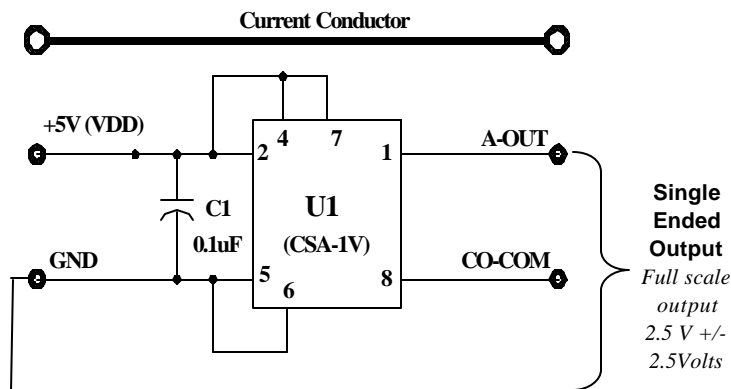 Current Conductor
+5V (VDD)
4
7
2
1
A-OUT
C1
0.1uF
U1
(CSA-1V)
GND
5
6
8
CO-COM
Single
Ended
Output
Full scale
output
2.5 V +/-
2.5Volts